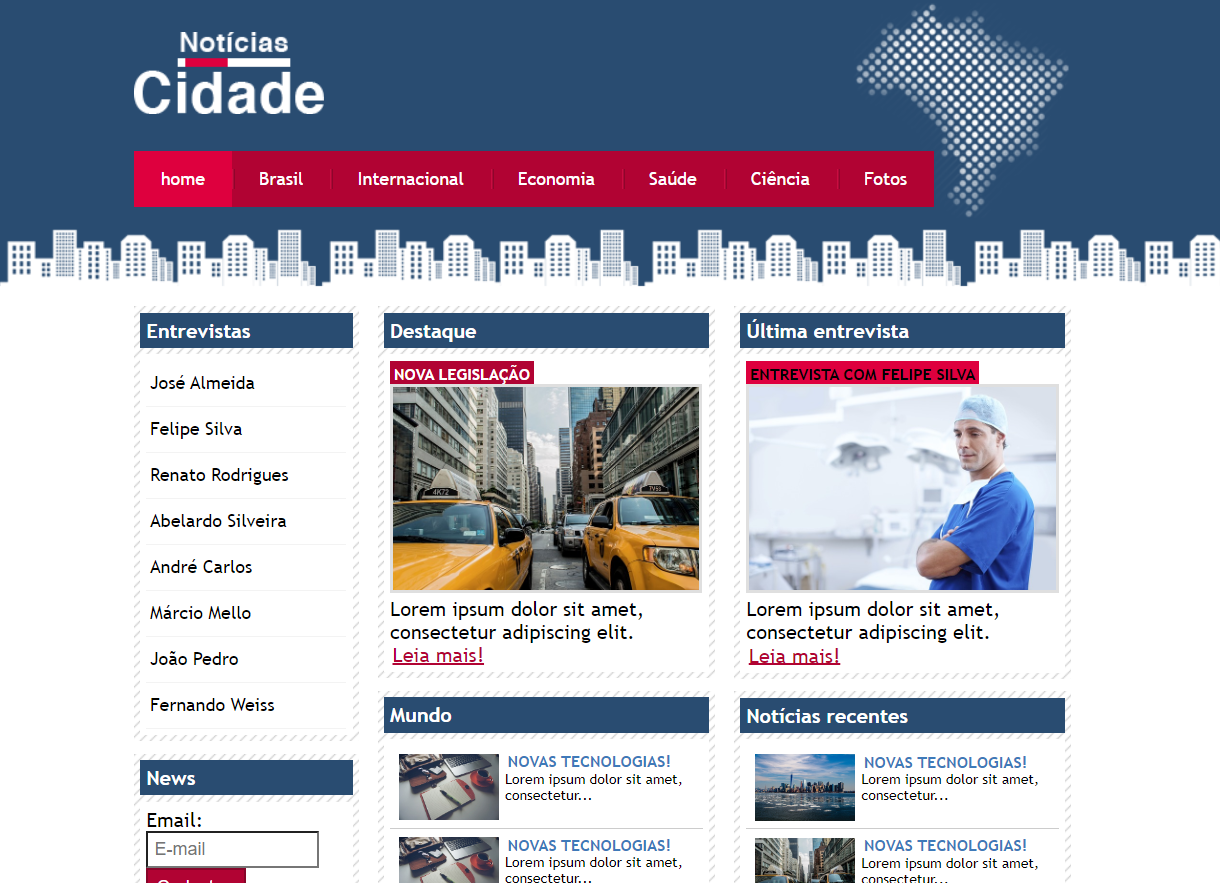 Notícias
Cidade
home Brasil Internacional Economia Saúde Ciência Fotos
Entrevistas
José Almeida
Felipe Silva
Renato Rodrigues
Abelardo Silveira
André Carlos
Márcio Mello
João Pedro
Fernando Weiss
News
Email:
E-mail
Destaque
NOVA LEGISLAÇÃO
4K72
7V53
Lorem ipsum dolor sit amet,
consectetur adipiscing elit.
Leia mais!
Mundo
NOVAS TECNOLOGIAS!
Lorem ipsum dolor sit amet,
consectetur...
NOVAS TECNOLOGIAS!
Lorem ipsum dolor sit amet,
consectetur...
Última entrevista
ENTREVISTA COM FELIPE SILVA
Lorem ipsum dolor sit amet,
consectetur adipiscing elit.
Leia mais!
Notícias recentes
NOVAS TECNOLOGIAS!
Lorem ipsum dolor sit amet,
consectetur...
NOVAS TECNOLOGIAS!
Lorem ipsum dolor sit amet,
consectetur...